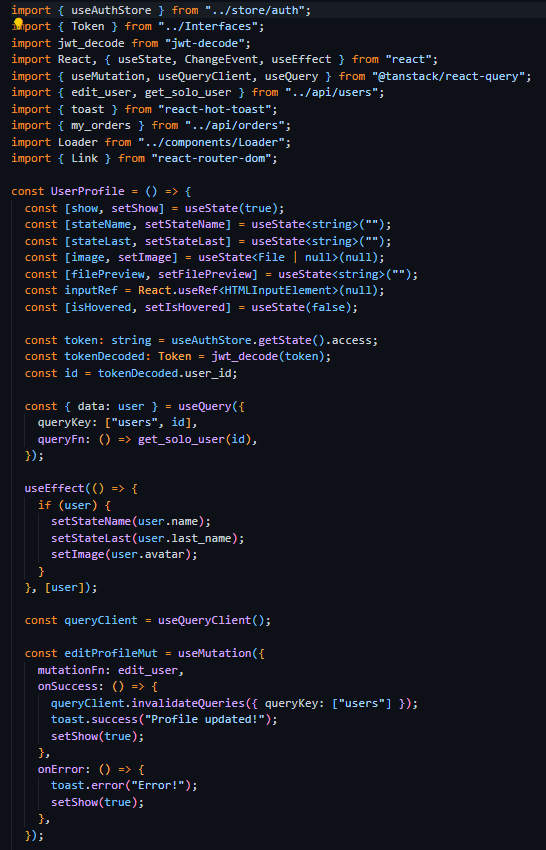 import { useAuthStore } from "../store/auth";
import { Token } from "../Interfaces";
import jwt_decode from "jwt-decode";
import React, { useState, ChangeEvent, useEffect } from "react";
import { useMutation, useQueryClient, useQuery } from "@tanstack/react-query";
import { edit_user, get_solo_user } from "../api/users";
import { toast } from "react-hot-toast";
import { my_orders } from "../api/orders";
import Loader from "../components/Loader";
import { Link } from "react-router-dom";

const UserProfile = () => {
  const [show, setShow] = useState(true);
  const [stateName, setStateName] = useState<string>("");
  const [stateLast, setStateLast] = useState<string>("");
  const [image, setImage] = useState<File | null>(null);
  const [filePreview, setFilePreview] = useState<string>("");
  const inputRef = React.useRef<HTMLInputElement>(null);
  const [isHovered, setIsHovered] = useState(false);

  const token: string = useAuthStore.getState().access;
  const tokenDecoded: Token = jwt_decode(token);
  const id = tokenDecoded.user_id;

  const { data: user } = useQuery({
    queryKey: ["users", id],
    queryFn: () => get_solo_user(id),
  });

  useEffect(() => {
    if (user) {
      setStateName(user.name);
      setStateLast(user.last_name);
      setImage(user.avatar);
    }
  }, [user]);

  const queryClient = useQueryClient();

  const editProfileMut = useMutation({
    mutationFn: edit_user,
    onSuccess: () => {
      queryClient.invalidateQueries({ queryKey: ["users"] });
      toast.success("Profile updated!");
      setShow(true);
    },
    onError: () => {
      toast.error("Error!");
      setShow(true);
    },
  });